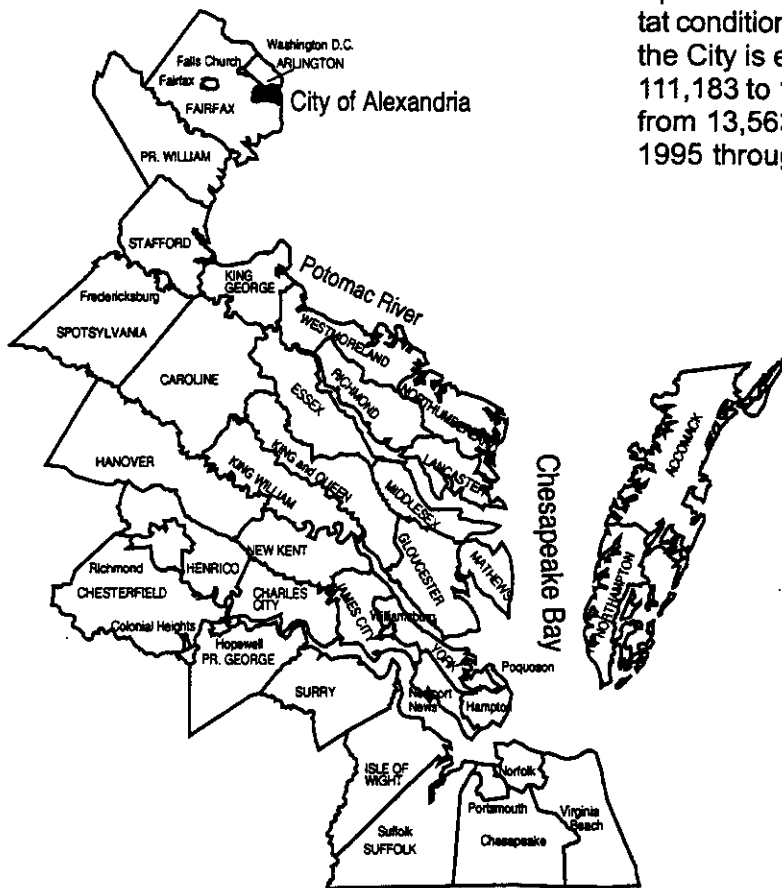 tat condition
the City is e
111,183 to
from 13,56
1995 throug
Washington D.C.
Falls Church
ARLINGTON
Fairfax
FAIRFAX
City of Alexandria
PR. WILLIAM
STAFFORD
KING
GEORGE
Potomac River
Fredericksburg
SPOTSYLVANIA
WESTMORELAND
CAROLINE
ESSEX
RICHMOND
NORTHUMBERLAND
ACCOMACK
HANOVER
KING and QUEEN
KING WILLIAM
LANCASTER
MIDDLESEX
Chesapeake Bay
NEW KENT
GLOUCESTER
MATHEWS
NORTHAMPTON
Richmond
HENRICO
CHESTERFIELD
CHARLES
CITY
JAMES CITY
Williamsburg
Colonial Heights
Hopewell
PR. GEORGE
YORK
Poquoson
SURRY
Newport
News
Hampton
ISLE OF
WIGHT
Norfolk
Portsmouth
Virginia
Beach
Suffolk
SUFFOLK
Chesapeake